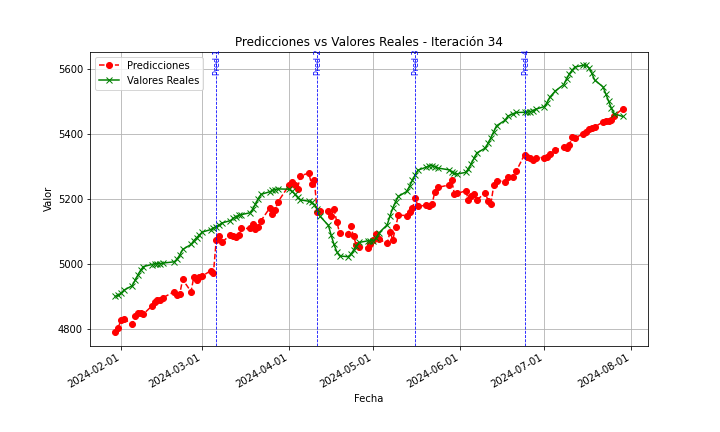 Predicciones vs Valores Reales - Iteración 34
Predicciones
Valores Reales
Pred 1
Pred 2
Pred 3
Pred 4
5600
5400
5200
5000
4800
Valor
2024-02-01
2024-03-01
2024-04-01
2024-05-01
2024-06-01
2024-07-01
2024-08-01
Fecha